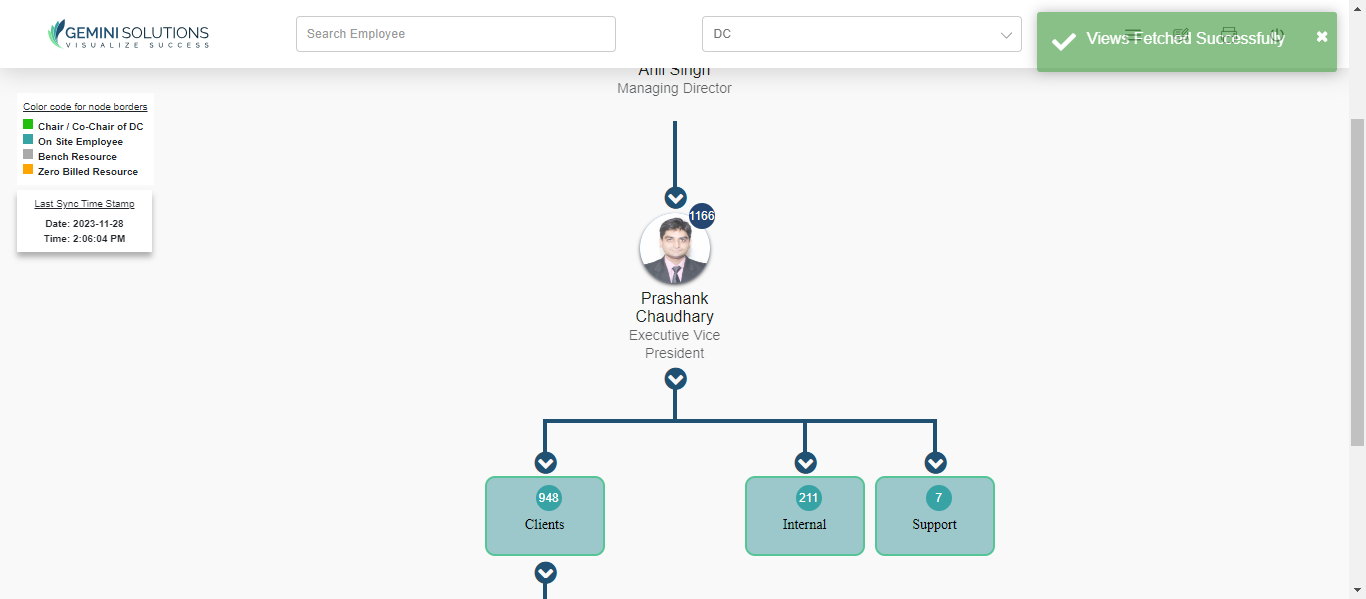 GEMINI SOLUTIONS
VISUALIZE SUCCESS
Search Employee
DC
Views Fetched Successfully
Anil Singh
Managing Director
Color code for node borders
Chair / Co-Chair of DC
On Site Employee
Bench Resource
Zero Billed Resource
Last Sync Time Stamp
Date: 2023-11-28
Time: 2:06:04 PM
1166
Prashank
Chaudhary
Executive Vice
President
948
Clients
211
Internal
7
Support